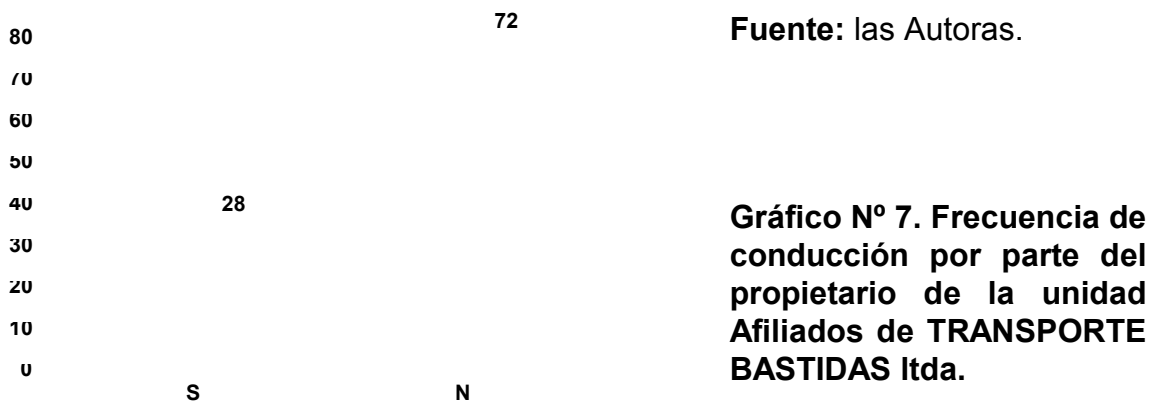 72
80
70
60
50
40
28
30
20
10
0
S
N
Fuente: las Autoras.
Gráfico Nº 7. Frecuencia de
conducción por parte del
propietario de la unidad
Afiliados de TRANSPORTE
BASTIDAS ltda.